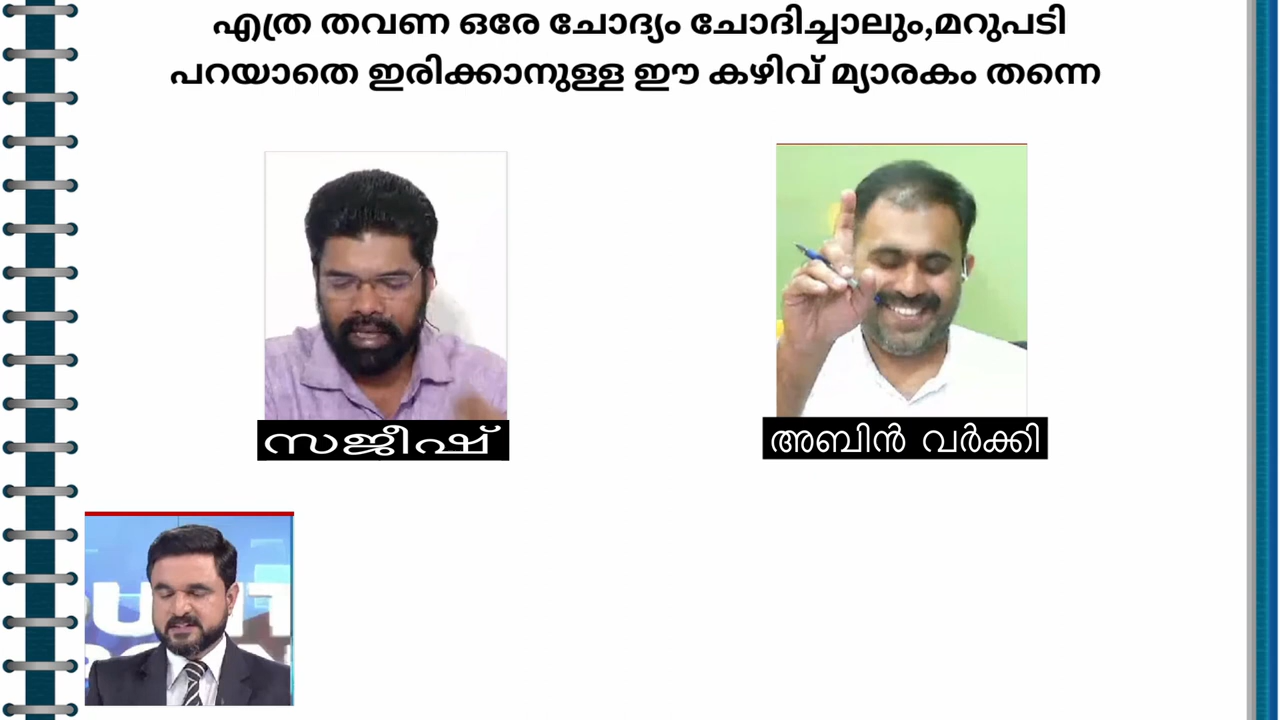 എത്ര തവണ ഒരേ ചോദ്യം ചോദിച്ചാലും,മറുപടി
പറയാതെ ഇരിക്കാനുള്ള ഈ കഴിവ് മ്യാരകം തന്നെ
സജീഷ്
അബിൻ വർക്കി